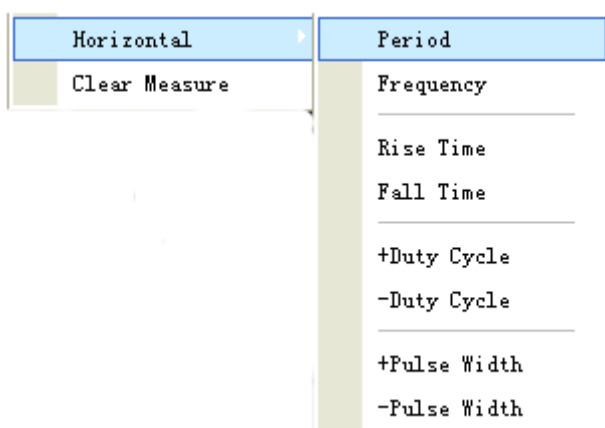 Horizontal
Clear Measure
Period
Frequency
Rise Time
Fall Time
+Duty Cycle
-Duty Cycle
+Pulse Width
-Pulse Width